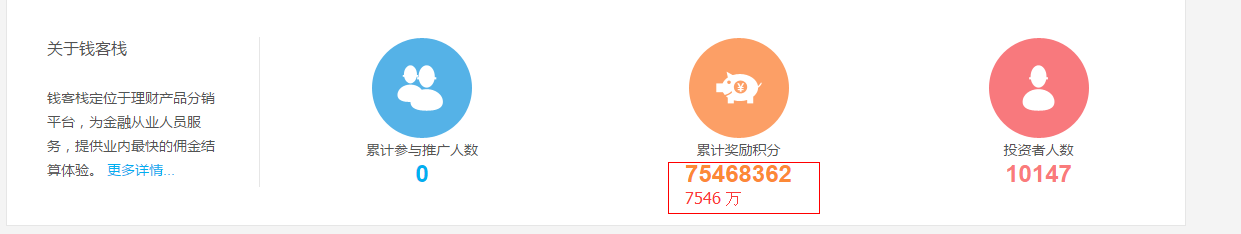 关于钱客栈
钱客栈定位于理财产品分销
平台，为金融从业人员服
务，提供业内最快的佣金结
算体验。 更多详情...
累计参与推广人数
0
累计奖励积分
75468362
7546 万
投资者人数
10147
¥